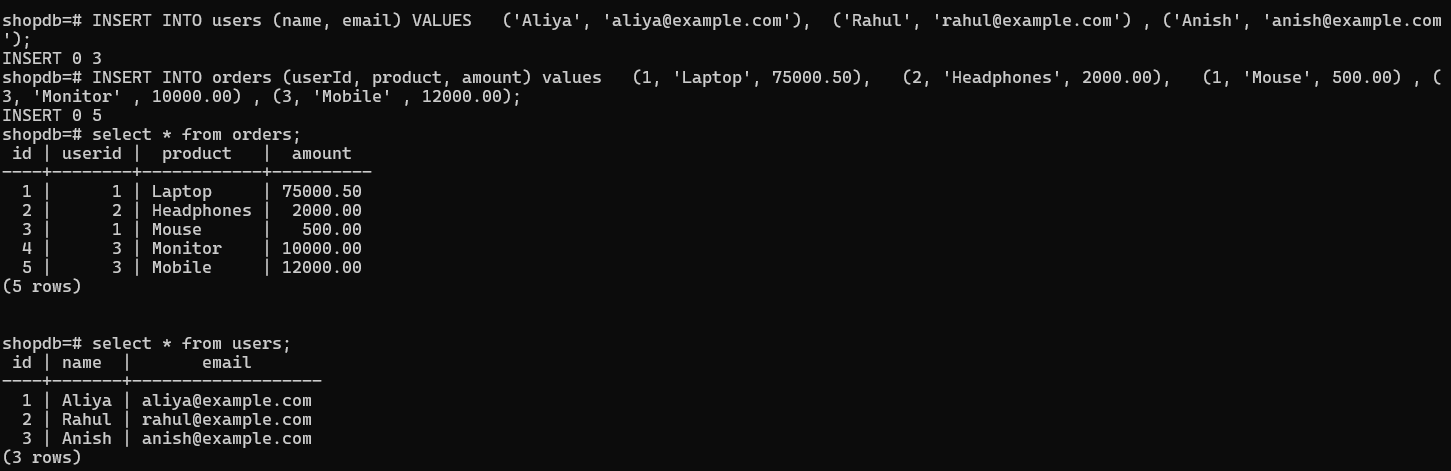 shopdb=# INSERT INTO users (name, email) VALUES   ('Aliya', 'aliya@example.com'),  ('Rahul', 'rahul@example.com') , ('Anish', 'anish@example.com
');
INSERT 0 3
shopdb=# INSERT INTO orders (userId, product, amount) values   (1, 'Laptop', 75000.50),   (2, 'Headphones', 2000.00),   (1, 'Mouse', 500.00) , (
3, 'Monitor' , 10000.00) , (3, 'Mobile' , 12000.00);
INSERT 0 5
shopdb=# select * from orders;
 id | userid |  product   |  amount
----+--------+------------+----------
  1 |      1 | Laptop     | 75000.50
  2 |      2 | Headphones |  2000.00
  3 |      1 | Mouse      |   500.00
  4 |      3 | Monitor    | 10000.00
  5 |      3 | Mobile     | 12000.00
(5 rows)
shopdb=# select * from users;
 id | name  |       email
----+-------+-------------------
  1 | Aliya | aliya@example.com
  2 | Rahul | rahul@example.com
  3 | Anish | anish@example.com
(3 rows)